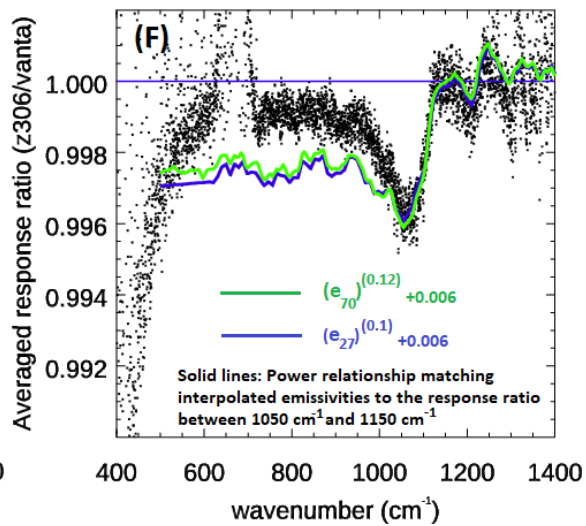 (F)
Averaged response ratio (z306/vanta)
1.000
0.998
0.996
0.994
0.992
(e70)(0.12) +0.006
(e27)(0.1) +0.006
Solid lines: Power relationship matching
interpolated emissivities to the response ratio
between 1050 cm-1 and 1150 cm-1
0
400 600 800 1000 1200 1400
wavenumber (cm-1)